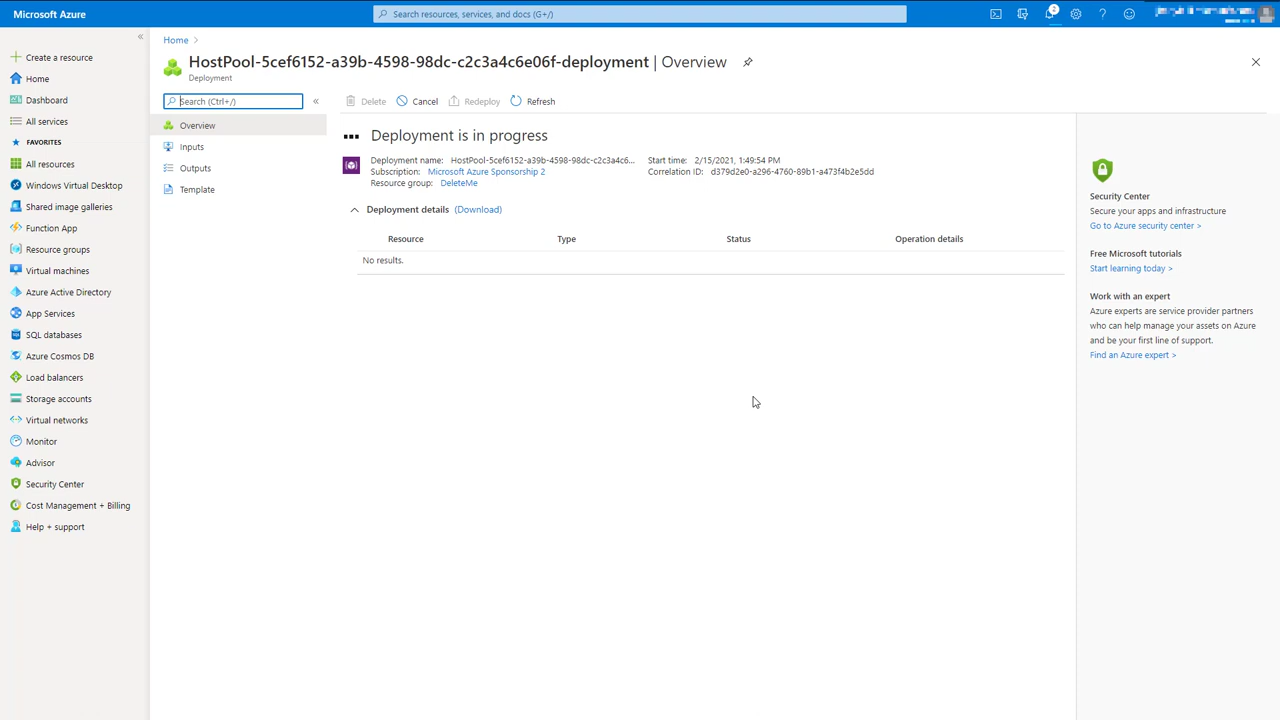 Microsoft Azure
Search resources, services, and docs (G+/)
2
«
Create a resource
Home
Dashboard
All services
FAVORITES
All resources
Windows Virtual Desktop
Shared image galleries
Function App
Resource groups
Virtual machines
Azure Active Directory
App Services
SQL databases
Azure Cosmos DB
Load balancers
Storage accounts
Virtual networks
Monitor
Advisor
Security Center
Cost Management + Billing
Help + support
Home >
HostPool-5cef6152-a39b-4598-98dc-c2c3a4c6e06f-deployment | Overview
Deployment
Search (Ctrl+/)
«
Overview
Inputs
Outputs
Template
Delete Cancel Redeploy Refresh
Deployment is in progress
Deployment name: HostPool-5cef6152-a39b-4598-98dc-c2c3a4c6...
Subscription: Microsoft Azure Sponsorship 2
Resource group: DeleteMe
Start time: 2/15/2021, 1:49:54 PM
Correlation ID: d379d2e0-a296-4760-89b1-a473f4b2e5dd
Deployment details (Download)
Resource Type Status Operation details
No results.
Security Center
Secure your apps and infrastructure
Go to Azure security center >
Free Microsoft tutorials
Start learning today >
Work with an expert
Azure experts are service provider partners
who can help manage your assets on Azure
and be your first line of support.
Find an Azure expert >